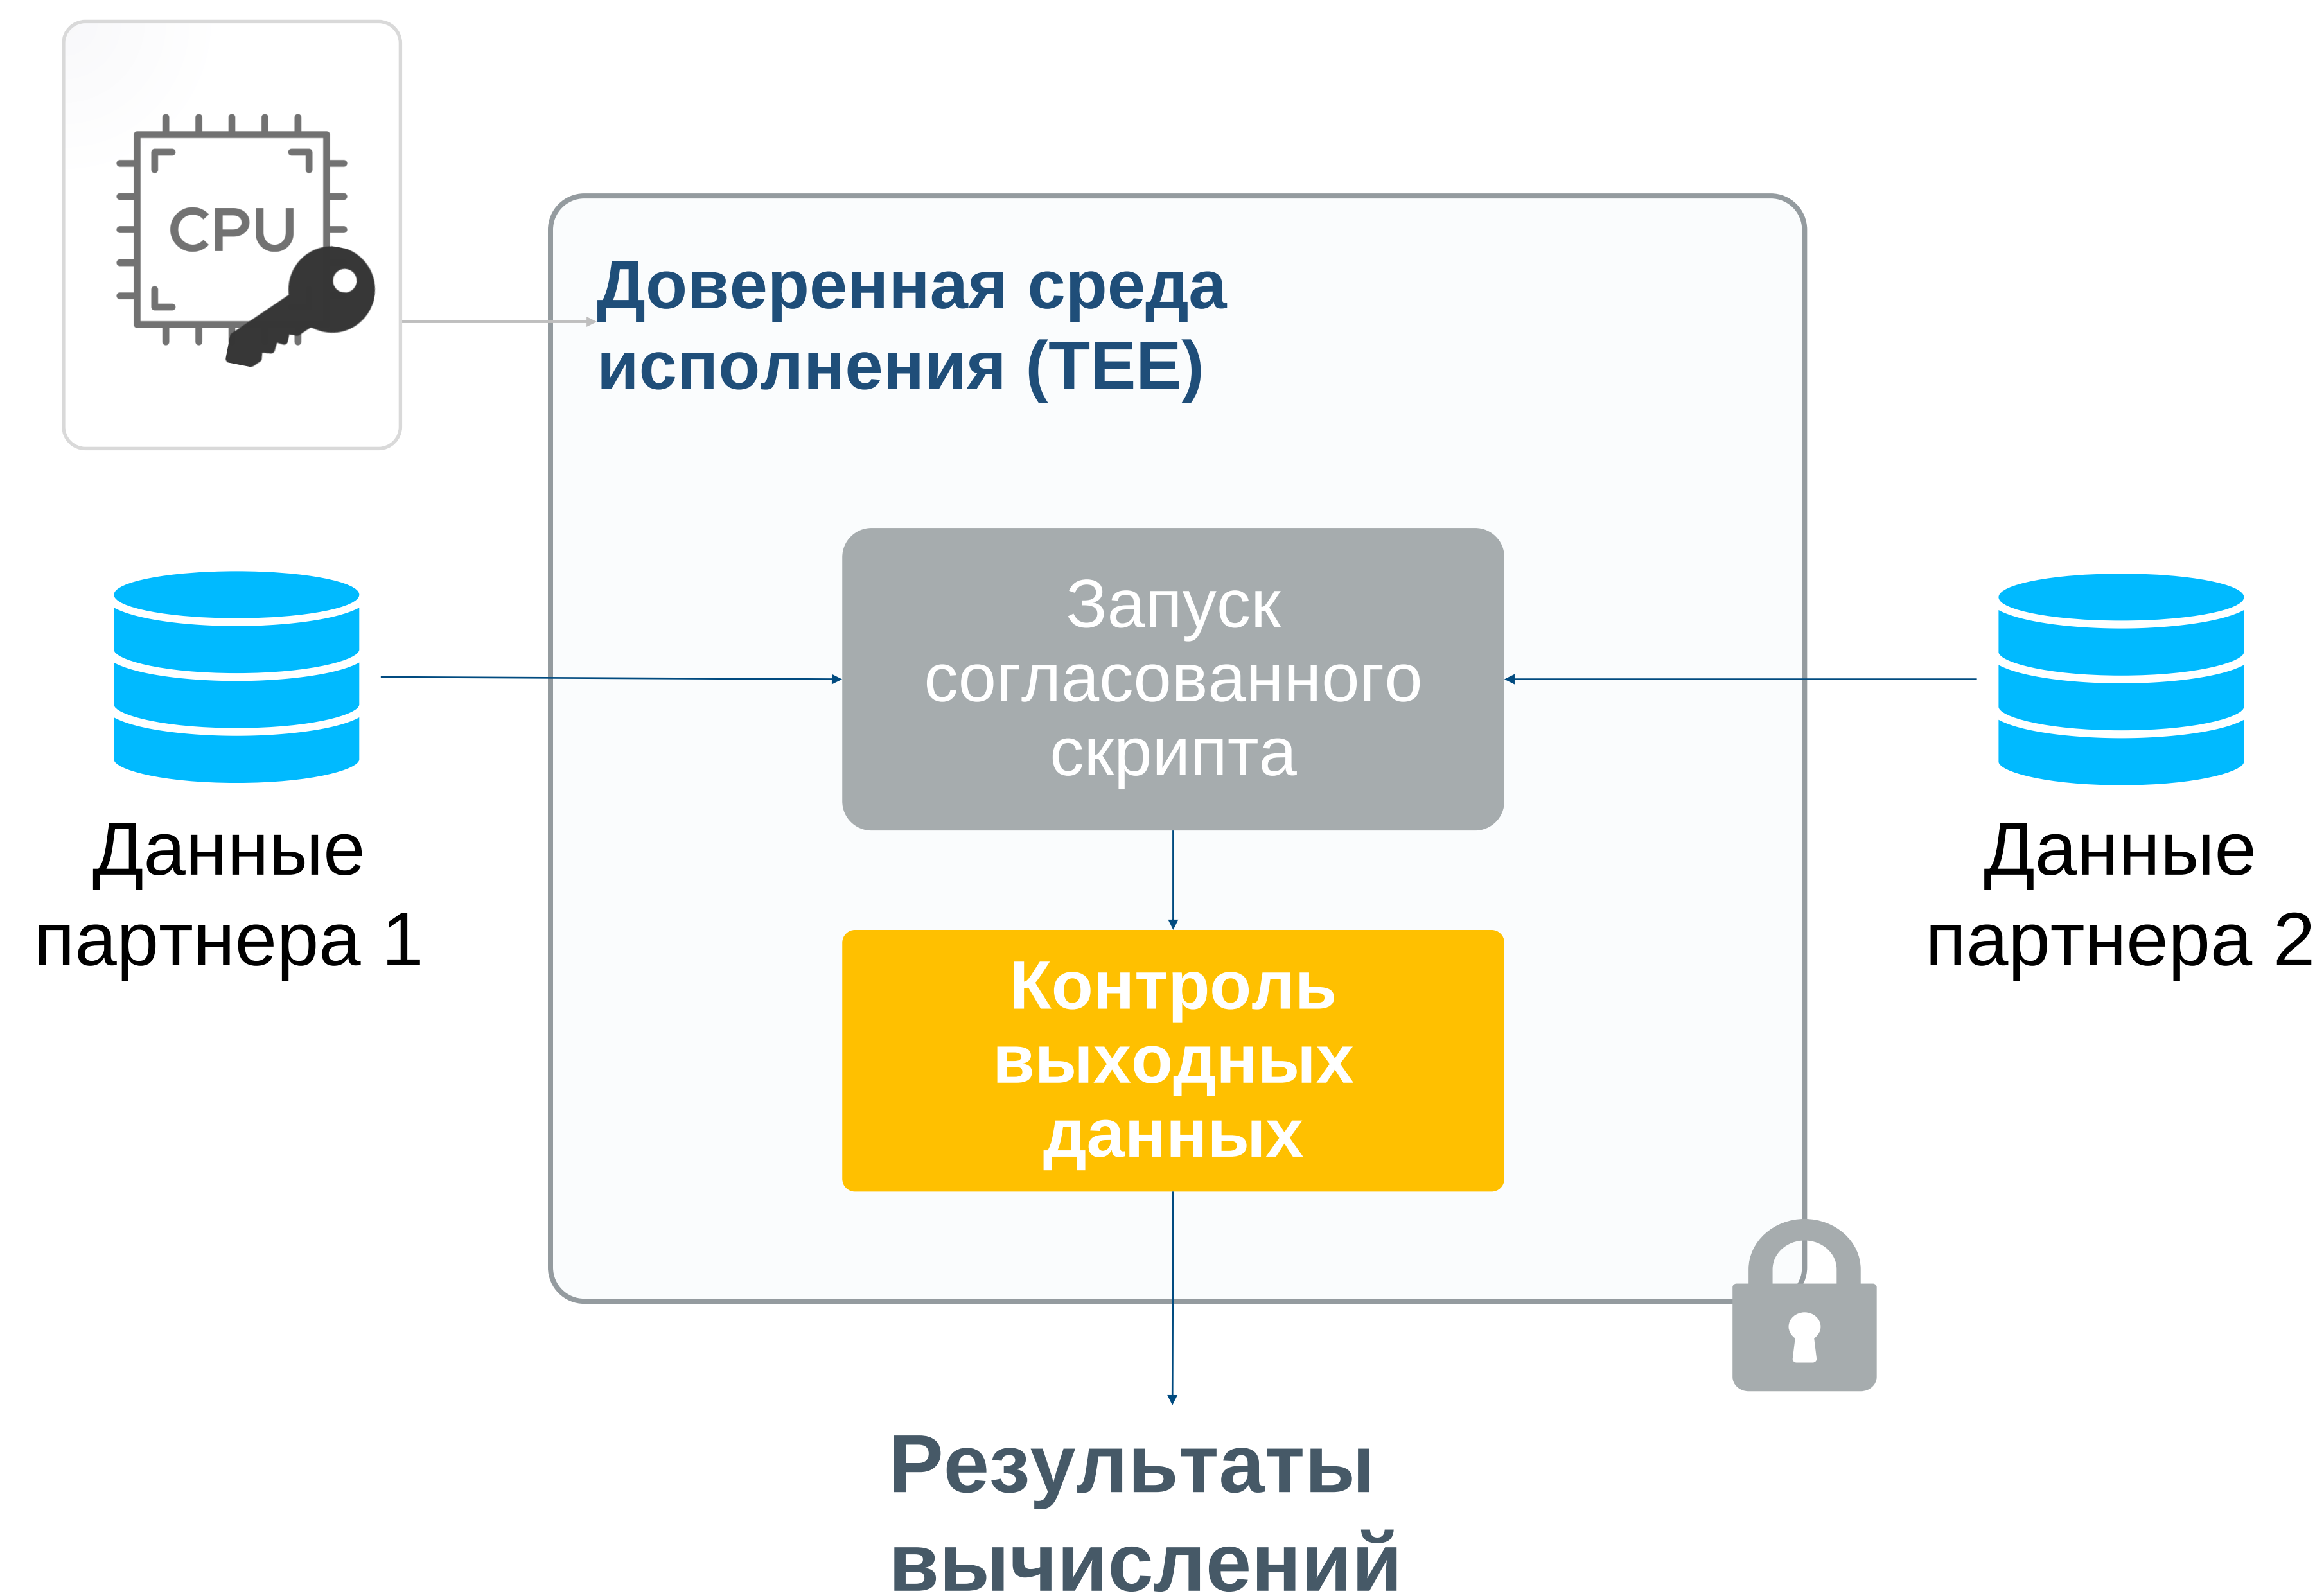 CPU
Доверенная среда
исполнения (TEE)
Запуск
согласованного
скрипта
Данные
партнера 1
Данные
партнера 2
Контроль
выходных
данных
Результаты
вычислений